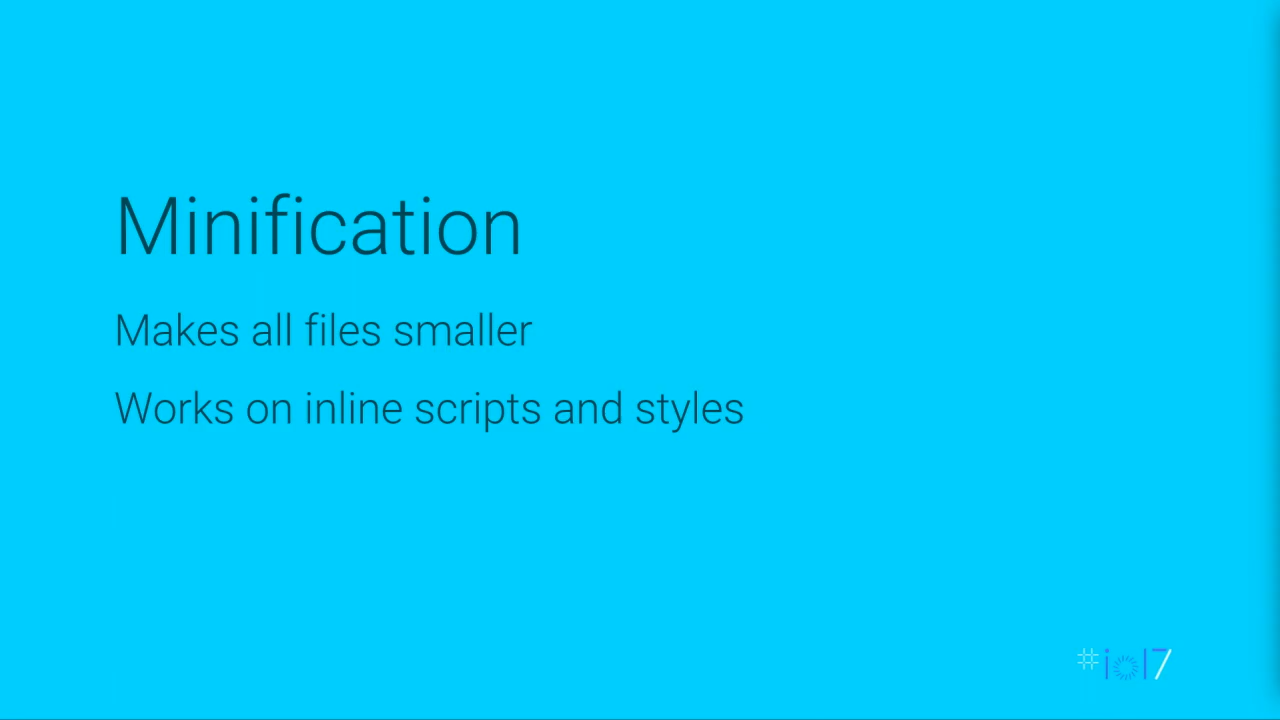 Minification
Makes all files smaller
Works on inline scripts and styles
#io17